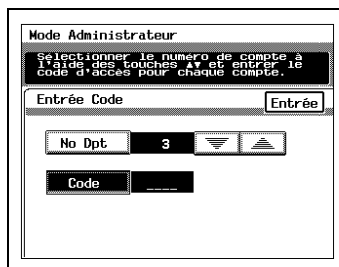 Mode Administrateur
Sélectionner le numéro de compte à
l'aide des touches ▲▼ et entrer le
code d'accès pour chaque compte.
Entrée Code
Entrée
No Dpt 3
Code ____